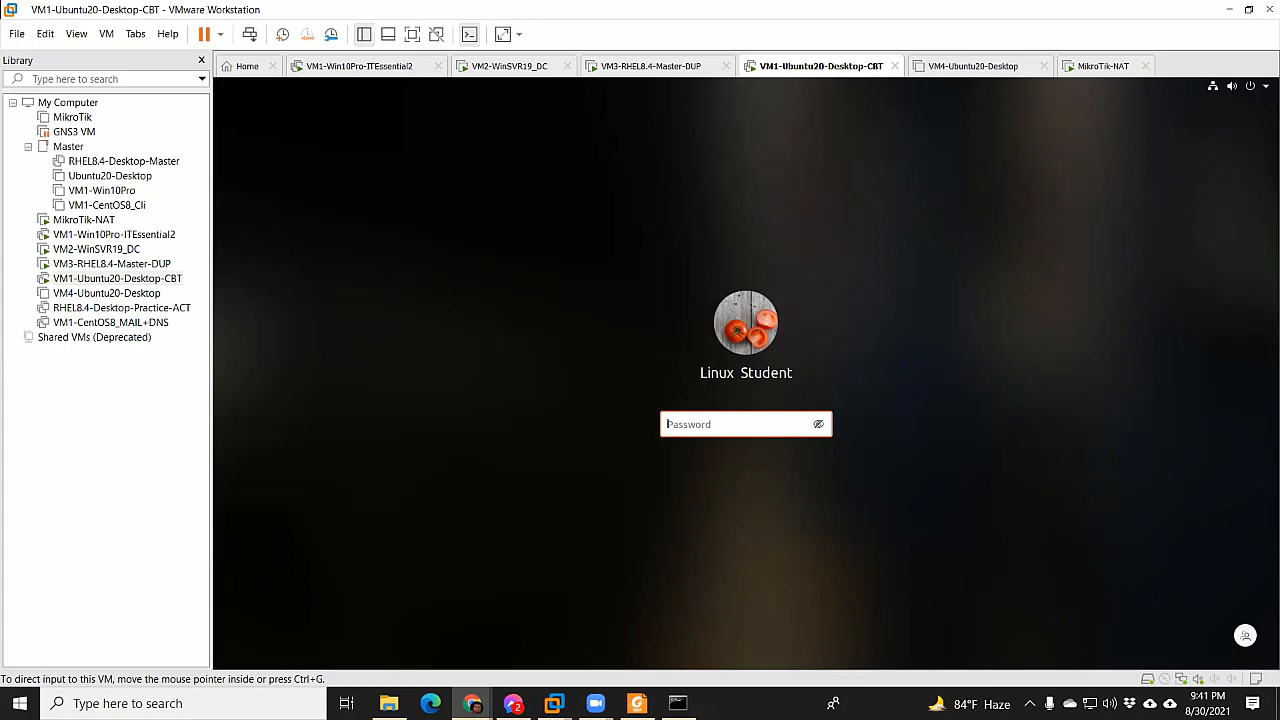 VM1-Ubuntu20-Desktop-CBT - VMware Workstation
File Edit View VM Tabs Help
Library
Type here to search
Home VM1-Win10Pro-ITEssential2 VM2-WinSVR19_DC VM3-RHEL8.4-Master-DUP VM1-Ubuntu20-Desktop-CBT VM4-Ubuntu20-Desktop MikroTik-NAT
My Computer
MikroTik
GNS3 VM
Master
RHEL8.4-Desktop-Master
Ubuntu20-Desktop
VM1-Win10Pro
VM1-CentOS8_Cli
MikroTik-NAT
VM1-Win10Pro-ITEssential2
VM2-WinSVR19_DC
VM3-RHEL8.4-Master-DUP
VM1-Ubuntu20-Desktop-CBT
VM4-Ubuntu20-Desktop
RHEL8.4-Desktop-Practice-ACT
VM1-CentOS8_MAIL+DNS
Shared VMs (Deprecated)
Linux Student
Password
To direct input to this VM, move the mouse pointer inside or press Ctrl+G.
Type here to search
2
84°F Haze
9:41 PM
8/30/2021